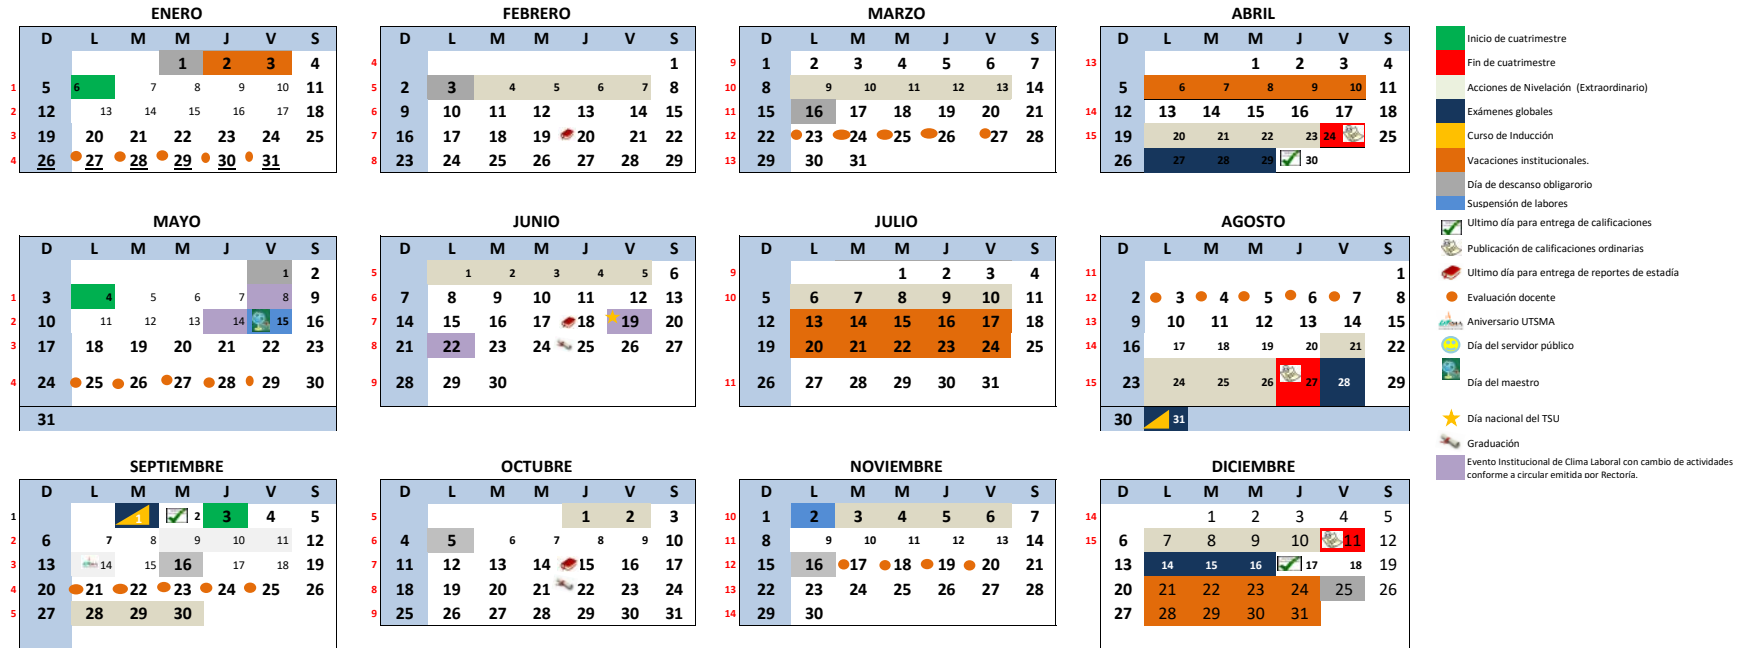 ENERO
D L M M J V S
1 2 3 4
1 5 6 7 8 9 10 11
2 12 13 14 15 16 17 18
3 19 20 21 22 23 24 25
4 26 27 28 29 30 31
FEBRERO
D L M M J V S
4 1
5 2 3 4 5 6 7 8
6 9 10 11 12 13 14 15
7 16 17 18 19 20 21 22
8 23 24 25 26 27 28 29
MARZO
D L M M J V S
9 1 2 3 4 5 6 7
10 8 9 10 11 12 13 14
11 15 16 17 18 19 20 21
12 22 23 24 25 26 27 28
13 29 30 31
ABRIL
D L M M J V S
13 1 2 3 4
5 6 7 8 9 10 11
14 12 13 14 15 16 17 18
15 19 20 21 22 23 24 25
26 27 28 29 30
Inicio de cuatrimestre
Fin de cuatrimestre
Acciones de Nivelación (Extraordinario)
Exámenes globales
Curso de Inducción
Vacaciones institucionales.
Día de descanso obligarorio
Suspensión de labores
Ultimo día para entrega de calificaciones
Publicación de calificaciones ordinarias
Ultimo día para entrega de reportes de estadía
Evaluación docente
Aniversario UTSMA
Día del servidor público
Día del maestro
Día nacional del TSU
Graduación
Evento Institucional de Clima Laboral con cambio de actividades
conforme a circular emitida por Rectoría.
MAYO
D L M M J V S
1 2
1 3 4 5 6 7 8 9
2 10 11 12 13 14 15 16
3 17 18 19 20 21 22 23
4 24 25 26 27 28 29 30
31
JUNIO
D L M M J V S
5 1 2 3 4 5 6
6 7 8 9 10 11 12 13
7 14 15 16 17 18 19 20
8 21 22 23 24 25 26 27
9 28 29 30
JULIO
D L M M J V S
9 1 2 3 4
10 5 6 7 8 9 10 11
12 13 14 15 16 17 18
19 20 21 22 23 24 25
11 26 27 28 29 30 31
AGOSTO
D L M M J V S
11 1
12 2 3 4 5 6 7 8
13 9 10 11 12 13 14 15
14 16 17 18 19 20 21 22
15 23 24 25 26 27 28 29
30 31
SEPTIEMBRE
D L M M J V S
1 1 2 3 4 5
2 6 7 8 9 10 11 12
3 13 14 15 16 17 18 19
4 20 21 22 23 24 25 26
5 27 28 29 30
OCTUBRE
D L M M J V S
5 1 2 3
6 4 5 6 7 8 9 10
7 11 12 13 14 15 16 17
8 18 19 20 21 22 23 24
9 25 26 27 28 29 30 31
NOVIEMBRE
D L M M J V S
10 1 2 3 4 5 6 7
11 8 9 10 11 12 13 14
12 15 16 17 18 19 20 21
13 22 23 24 25 26 27 28
14 29 30
DICIEMBRE
D L M M J V S
14 1 2 3 4 5
15 6 7 8 9 10 11 12
13 14 15 16 17 18 19
20 21 22 23 24 25 26
27 28 29 30 31